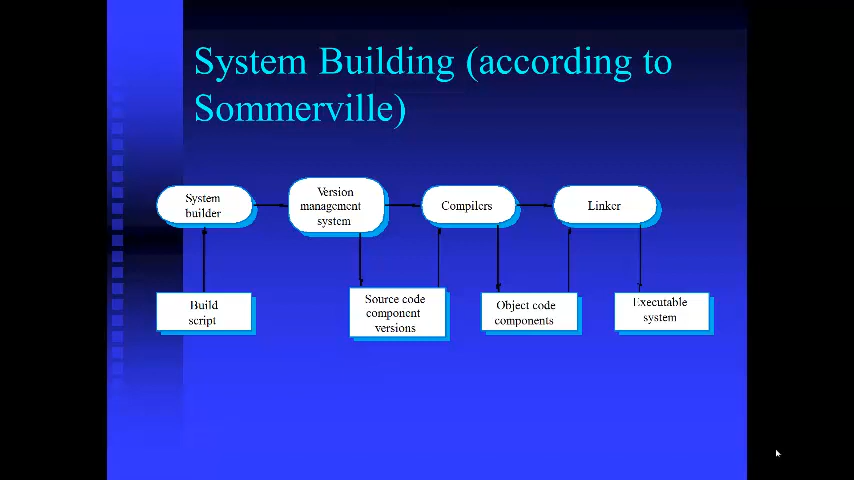 System Building (according to
Sommerville)
System
builder
Version
management
system
Compilers
Linker
Build
script
Source code
component
versions
Object code
components
Executable
system